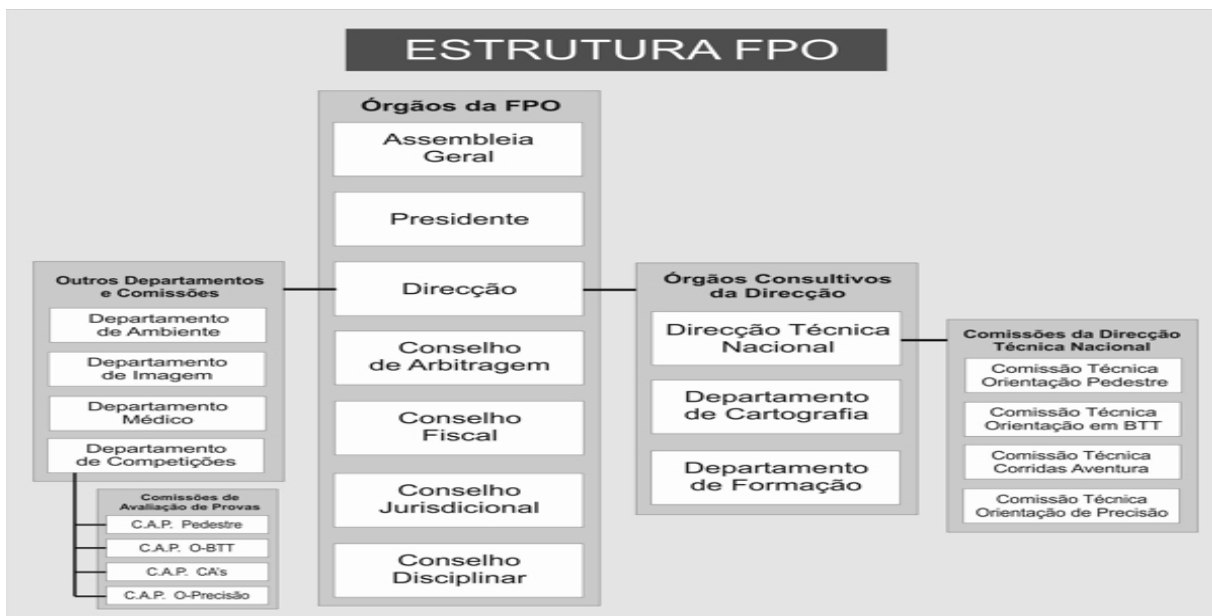 ESTRUTURA FPO
Órgãos da FPO
Assembleia
Geral
Presidente
Direcção
Conselho
de Arbitragem
Conselho
Fiscal
Conselho
Jurisdicional
Conselho
Disciplinar
Outros Departamentos
e Comissões
Departamento
de Ambiente
Departamento
de Imagem
Departamento
Médico
Departamento
de Competições
Comissões de
Avaliação de Provas
C.A.P. Pedestre
C.A.P. O-BTT
C.A.P. CA's
C.A.P. O-Precisão
Órgãos Consultivos
da Direcção
Direcção Técnica
Nacional
Departamento
de Cartografia
Departamento
de Formação
Comissões da Direcção
Técnica Nacional
Comissão Técnica
Orientação Pedestre
Comissão Técnica
Orientação em BTT
Comissão Técnica
Corridas Aventura
Comissão Técnica
Orientação de Precisão